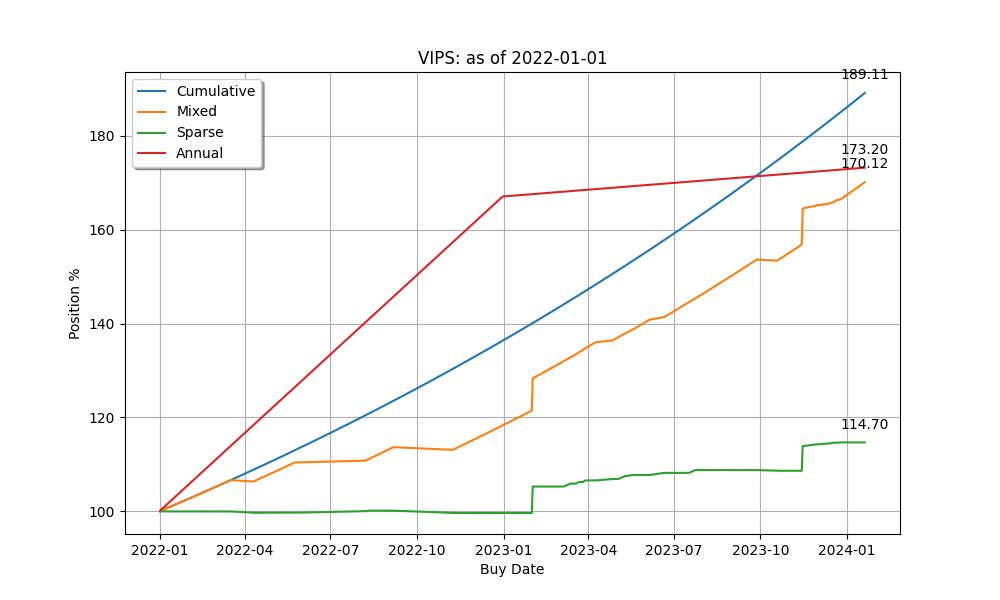 VIPS: as of 2022-01-01
189.11
Cumulative
Mixed
Sparse
Annual
180
173.20
170.12
160
140
120
114.70
100
Position %
2022-01 2022-04 2022-07 2022-10 2023-01 2023-04 2023-07 2023-10 2024-01
Buy Date